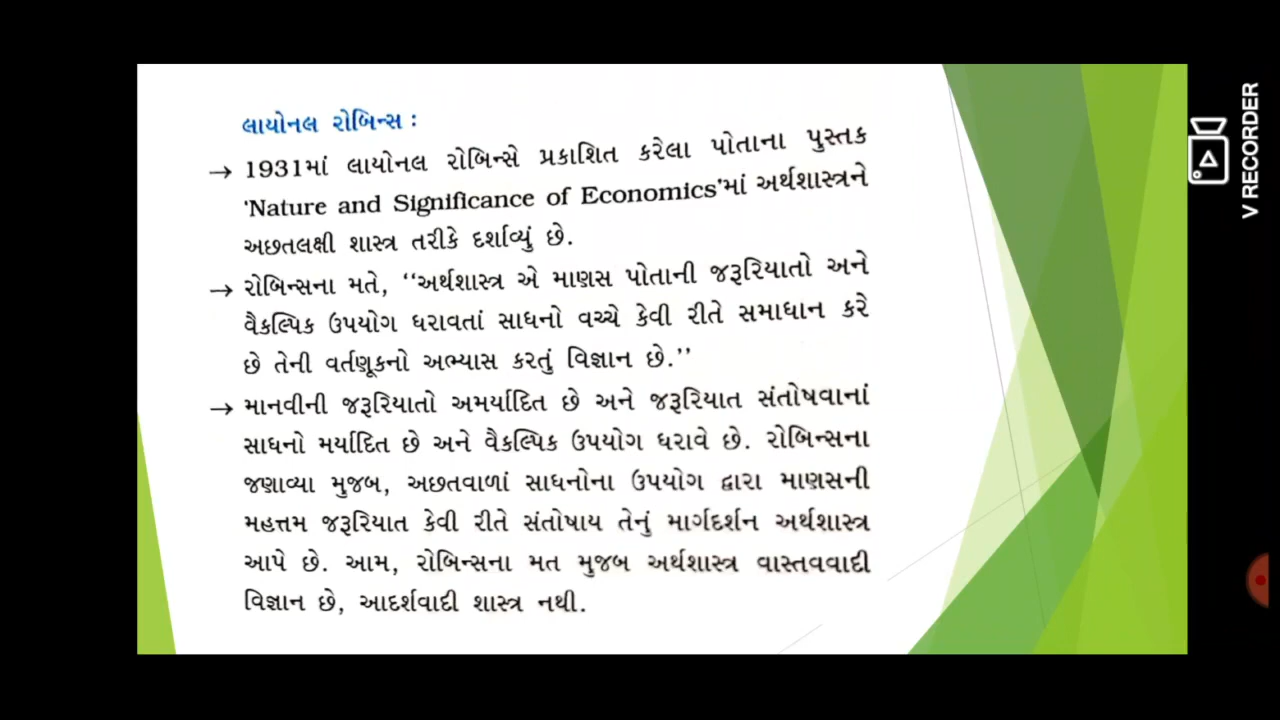 લાયોનલ રોબિન્સ :
→ 1931માં લાયોનલ રોબિન્સે પ્રકાશિત કરેલા પોતાના પુસ્તક
'Nature and Significance of Economics'માં અર્થશાસ્ત્રને
અછતલક્ષી શાસ્ત્ર તરીકે દર્શાવ્યું છે.
→ રોબિન્સના મતે, ‘‘અર્થશાસ્ત્ર એ માણસ પોતાની જરૂરિયાતો અને
વૈકલ્પિક ઉપયોગ ધરાવતાં સાધનો વચ્ચે કેવી રીતે સમાધાન કરે
છે તેની વર્તણૂકનો અભ્યાસ કરતું વિજ્ઞાન છે.’’
→ માનવીની જરૂરિયાતો અમર્યાદિત છે અને જરૂરિયાત સંતોષવાનાં
સાધનો મર્યાદિત છે અને વૈકલ્પિક ઉપયોગ ધરાવે છે. રોબિન્સના
જણાવ્યા મુજબ, અછતવાળાં સાધનોના ઉપયોગ દ્વારા માણસની
મહત્તમ જરૂરિયાત કેવી રીતે સંતોષાય તેનું માર્ગદર્શન અર્થશાસ્ત્ર
આપે છે. આમ, રોબિન્સના મત મુજબ અર્થશાસ્ત્ર વાસ્તવવાદી
વિજ્ઞાન છે, આદર્શવાદી શાસ્ત્ર નથી.
V RECORDER